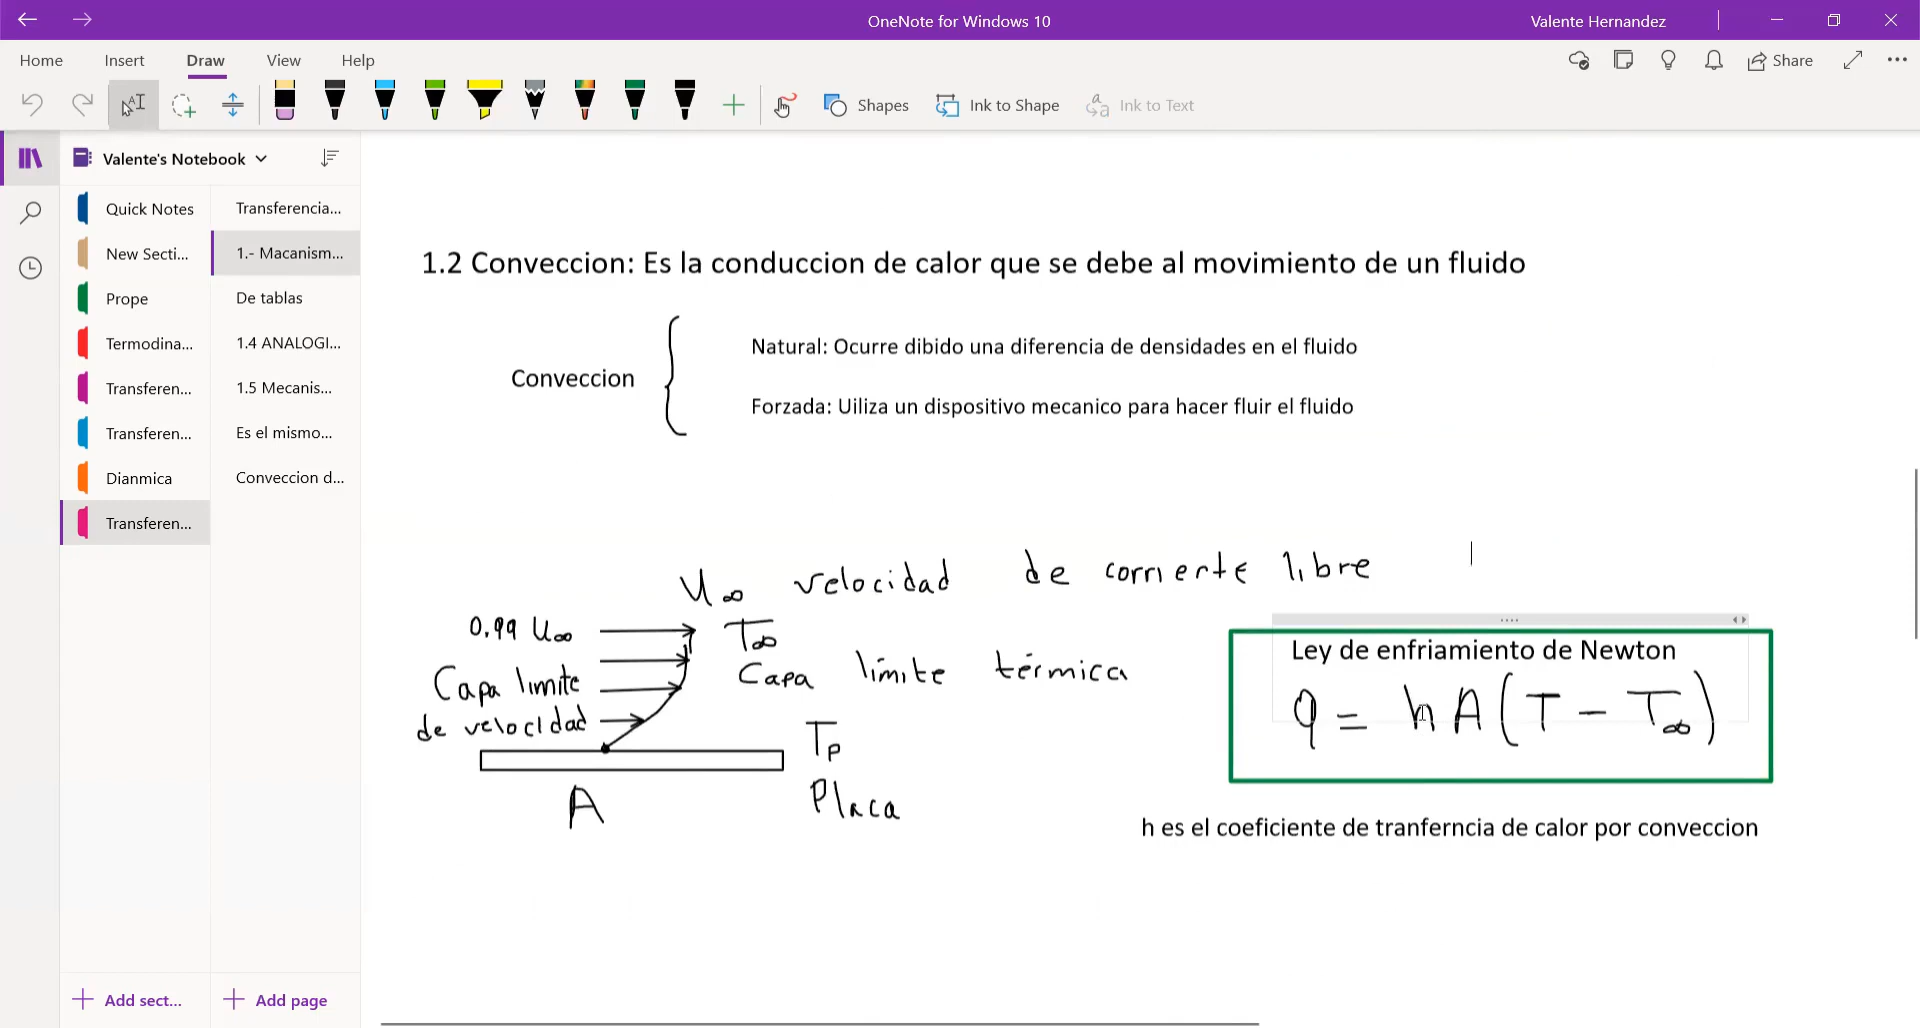 OneNote for Windows 10
Valente Hernandez
Home Insert Draw View Help
Share
Shapes
Ink to Shape
Ink to Text
Valente's Notebook
Quick Notes
New Secti...
Prope
Termodina...
Transferen...
Transferen...
Dianmica
Transferen...
Transferencia...
1.- Macanism...
De tablas
1.4 ANALOGI...
1.5 Mecanis...
Es el mismo...
Conveccion d...
Add sect...
Add page
1.2 Conveccion: Es la conduccion de calor que se debe al movimiento de un fluido
Conveccion
Natural: Ocurre dibido una diferencia de densidades en el fluido
Forzada: Uiliza un dispositivo mecanico para hacer fluir el fluido
U∞ velocidad de corriente libre
0.99 U∞
T∞
Capa límite térmica
Capa limite
de velocidad
Tp
Placa
A
Ley de enfriamiento de Newton
q = hA(T - T∞)
h es el coeficiente de tranferncia de calor por conveccion